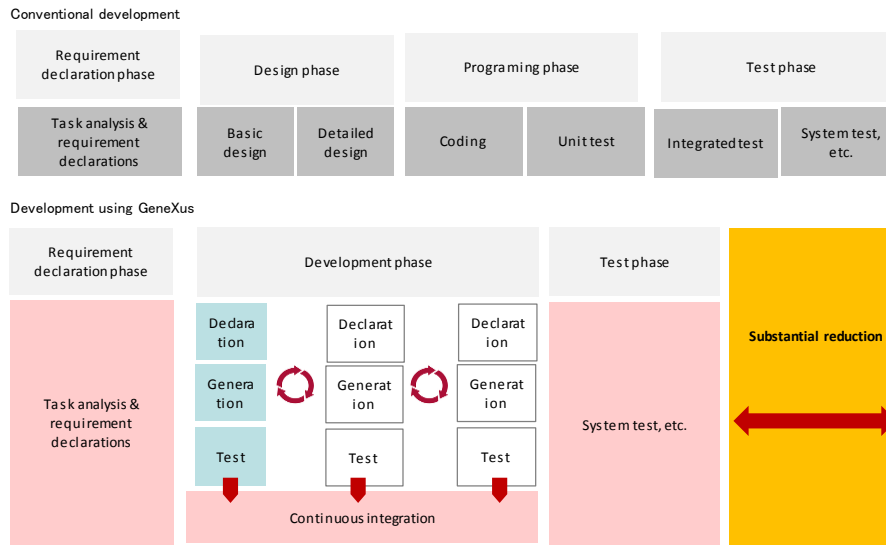 Conventional development
Requirement
declaration phase
Design phase
Programing phase
Test phase
Task analysis &
requirement
declarations
Basic
design
Detailed
design
Coding
Unit test
Integrated test
System test,
etc.
Development using GeneXus
Requirement
declaration phase
Development phase
Test phase
Substantial reduction
Task analysis &
requirement
declarations
Declara
tion
Declarat
ion
Declarat
ion
Genera
tion
Generat
ion
Generat
ion
Test
Test
Test
Continuous integration
System test, etc.